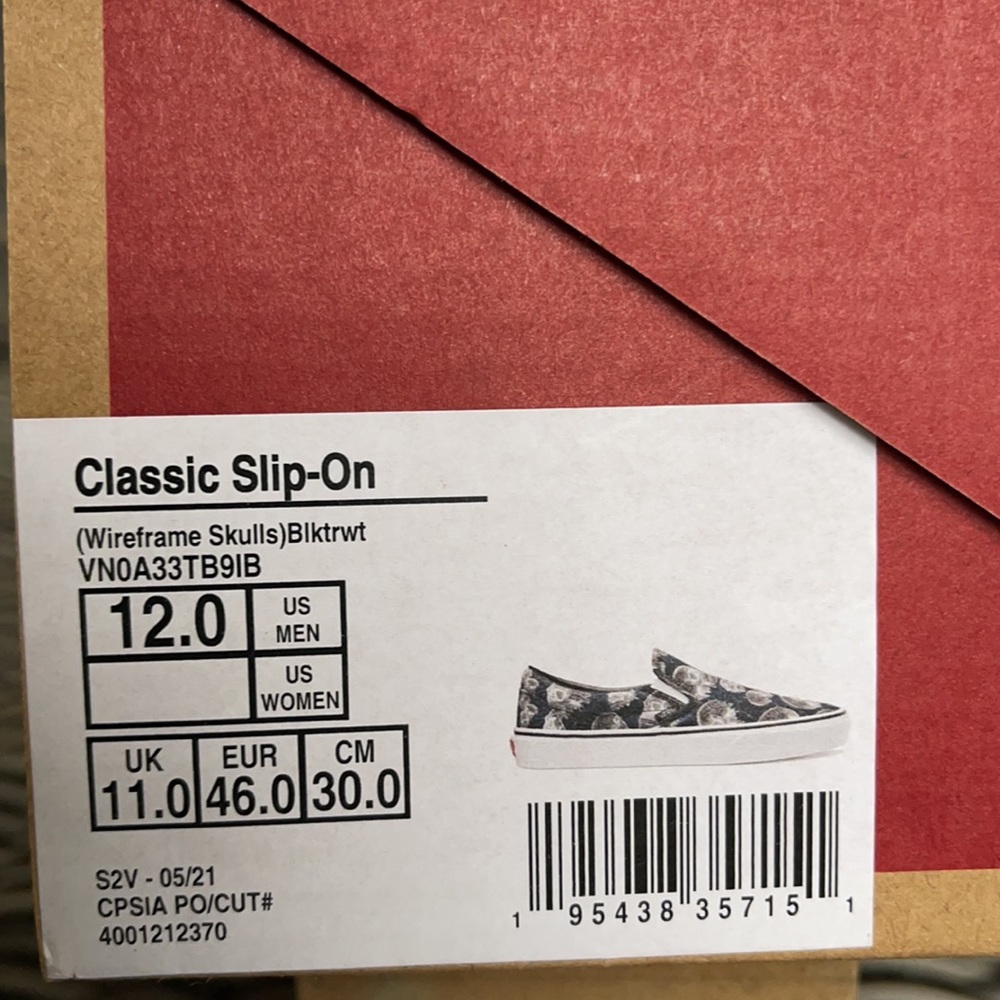 Classic Slip-On
(Wireframe Skulls)Blktrwt
VN0A33TB9IB
12.0 US MEN
US WOMEN
UK EUR CM
11.0 46.0 30.0
S2V - 05/21
CPSIA PO/CUT#
4001212370
1 95438 35715 1